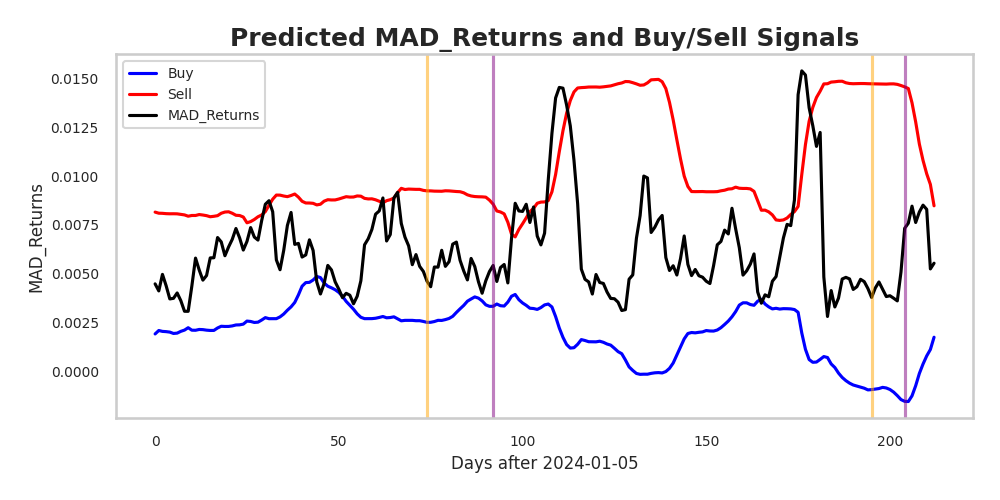 Predicted MAD_Returns and Buy/Sell Signals
Buy
Sell
MAD_Returns
MAD_Returns
0.0150
0.0125
0.0100
0.0075
0.0050
0.0025
0.0000
0 50 100 150 200
Days after 2024-01-05